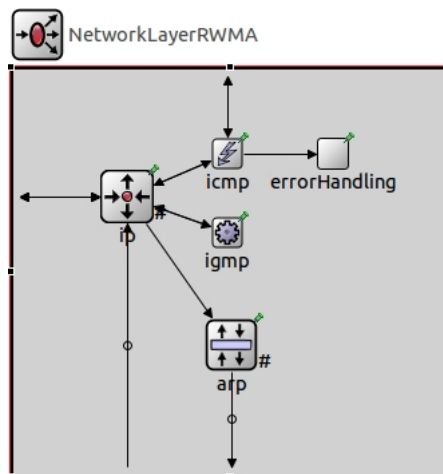 NetworkLayerRWMA
icmp
errorHandling
#
ip
igmp
#
arp